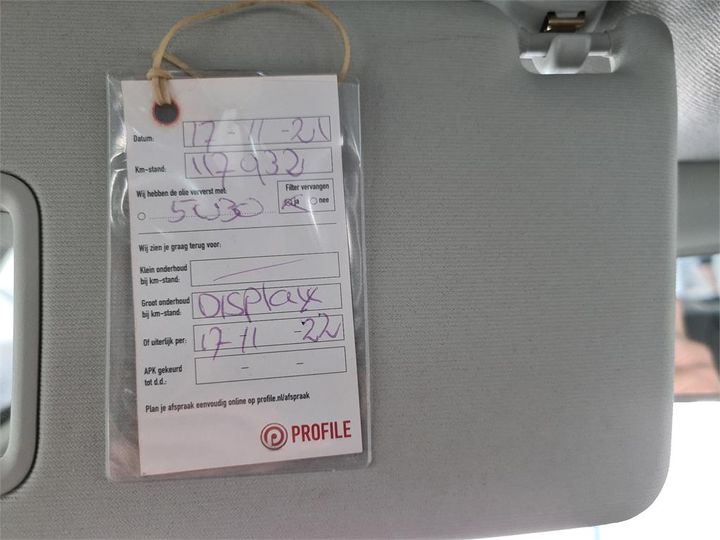 Datum: 17-11-21
Km-stand: 117932
Wij hebben de olie ververst met: Filter vervangen
5W30 ja nee
Wij zien je graag terug voor:
Klein onderhoud
bij km-stand:
Groot onderhoud
bij km-stand: DISPLAY
Of uiterlijk per: 17-11-22
APK gekeurd
tot d.d.: - -
Plan je afspraak eenvoudig online op profile.nl/afspraak
PROFILE